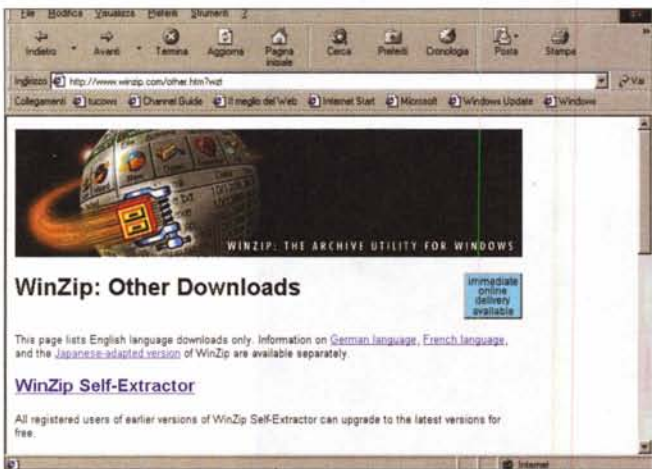 File Modifica Visualizza Preferiti Strumenti ?
Indietro Avanti Termina Aggiorna Pagina iniziale Cerca Preferiti Cronologia Posta Stampa
Indirizzo http://www.winzip.com/other.htm?wzt Vai
Collegamenti tucows Channel Guide Il meglio del Web Internet Start Microsoft Windows Update Windows
WINZIP: THE ARCHIVE UTILITY FOR WINDOWS
WinZip: Other Downloads
immediate
online
delivery
available
This page lists English language downloads only. Information on German language, French language,
and the Japanese-adapted version of WinZip are available separately.
WinZip Self-Extractor
All registered users of earlier versions of WinZip Self-Extractor can upgrade to the latest versions for
free.
Internet